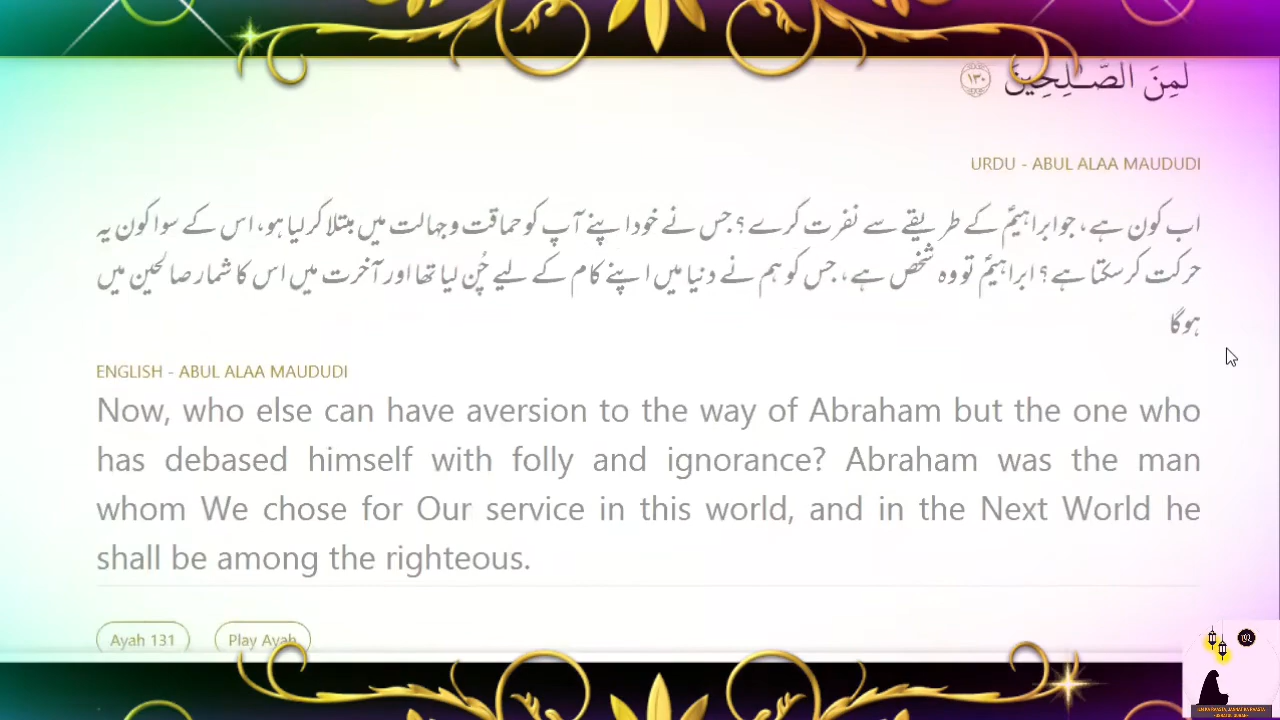 لَمِنَ الصَّـٰلِحِينَ ١٣٠
URDU - ABUL ALAA MAUDUDI
اب کون ہے، جو ابراہیمؑ کے طریقے سے نفرت کرے؟ جس نے خود اپنے آپ کو حماقت و جہالت میں مبتلا کر لیا ہو، اس کے سوا کون یہ
حرکت کر سکتا ہے؟ ابراہیمؑ تو وہ شخص ہے، جس کو ہم نے دنیا میں اپنے کام کے لیے چُن لیا تھا اور آخرت میں اس کا شمار صالحین میں
ہوگا
ENGLISH - ABUL ALAA MAUDUDI
Now, who else can have aversion to the way of Abraham but the one who
has debased himself with folly and ignorance? Abraham was the man
whom We chose for Our service in this world, and in the Next World he
shall be among the righteous.
Ayah 131 Play Ayah